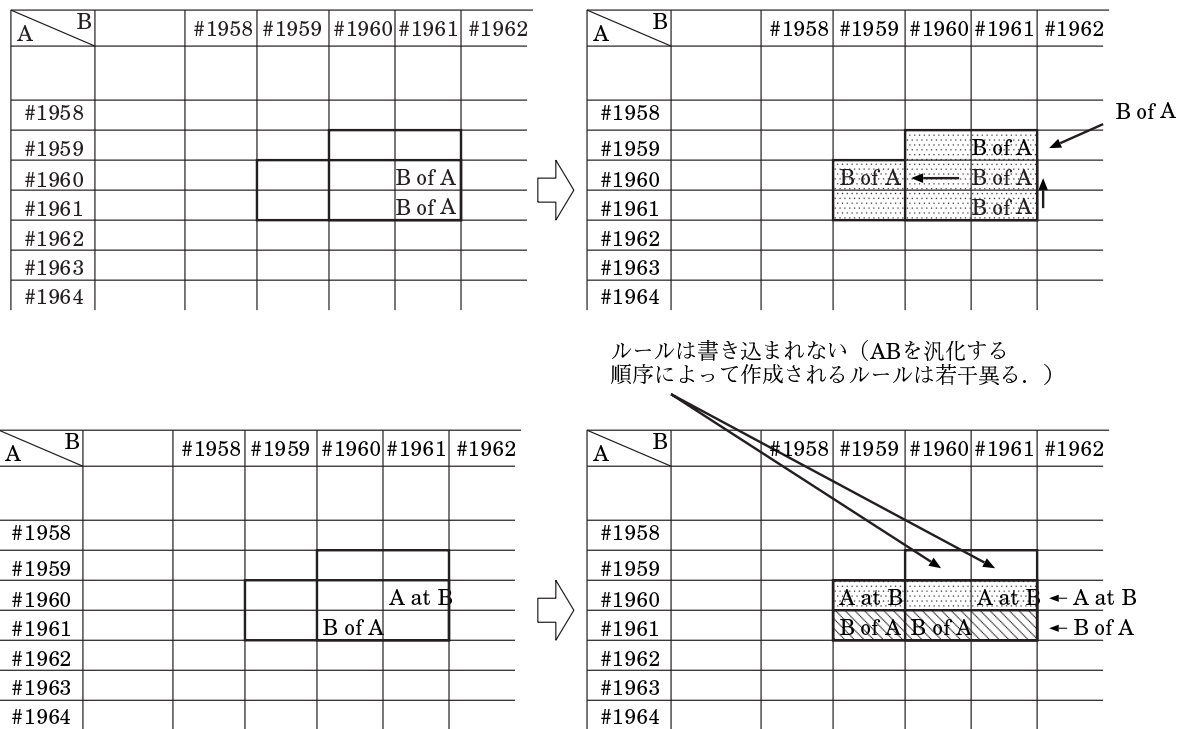 B
A
#1958 #1959 #1960 #1961 #1962
#1958
#1959
#1960 B of A
#1961 B of A
#1962
#1963
#1964
B
A
#1958 #1959 #1960 #1961 #1962
#1958
B of A
#1959 B of A
#1960 B of A B of A
#1961 B of A
#1962
#1963
#1964
ルールは書き込まれない（ABを汎化する
順序によって作成されるルールは若干異る．）
B
A
#1958 #1959 #1960 #1961 #1962
#1958
#1959
#1960 A at B
#1961 B of A
#1962
#1963
#1964
B
A
#1958 #1959 #1960 #1961 #1962
#1958
#1959
#1960 A at B A at B A at B
#1961 B of A B of A B of A
#1962
#1963
#1964